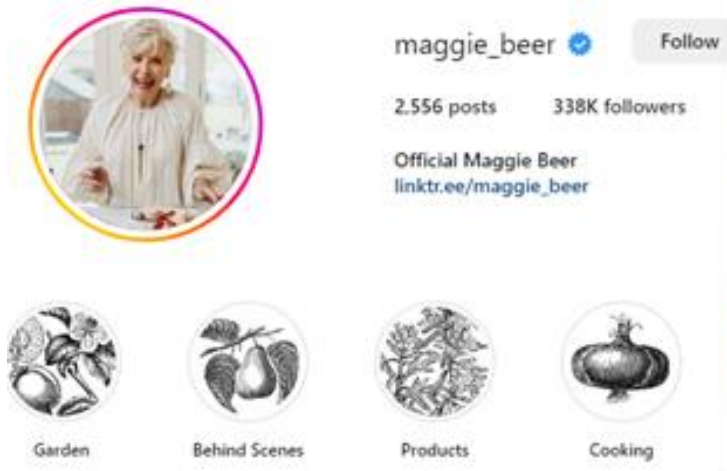 maggie_beer
Follow
2,556 posts 338K followers
Official Maggie Beer
linktr.ee/maggie_beer
Garden Behind Scenes Products Cooking